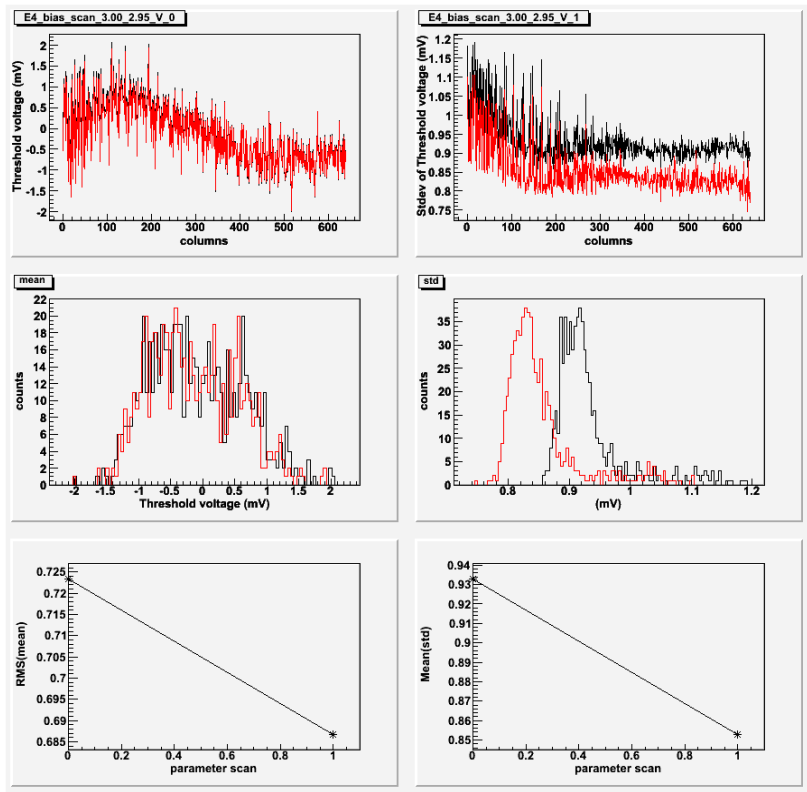 E4_bias_scan_3.00_2.95_V_0
Threshold voltage (mV)
2
1.5
1
0.5
0
-0.5
-1
-1.5
-2
0 100 200 300 400 500 600
columns
E4_bias_scan_3.00_2.95_V_1
Stdev of Threshold voltage (mV)
1.2
1.15
1.1
1.05
1
0.95
0.9
0.85
0.8
0.75
0 100 200 300 400 500 600
columns
mean
counts
22
20
18
16
14
12
10
8
6
4
2
0
-2 -1.5 -1 -0.5 0 0.5 1 1.5 2
Threshold voltage (mV)
std
counts
35
30
25
20
15
10
5
0
0.8 0.9 1 1.1 1.2
(mV)
RMS(mean)
0.725
0.72
0.715
0.71
0.705
0.7
0.695
0.69
0.685
0 0.2 0.4 0.6 0.8 1
parameter scan
Mean(std)
0.94
0.93
0.92
0.91
0.9
0.89
0.88
0.87
0.86
0.85
0 0.2 0.4 0.6 0.8 1
parameter scan